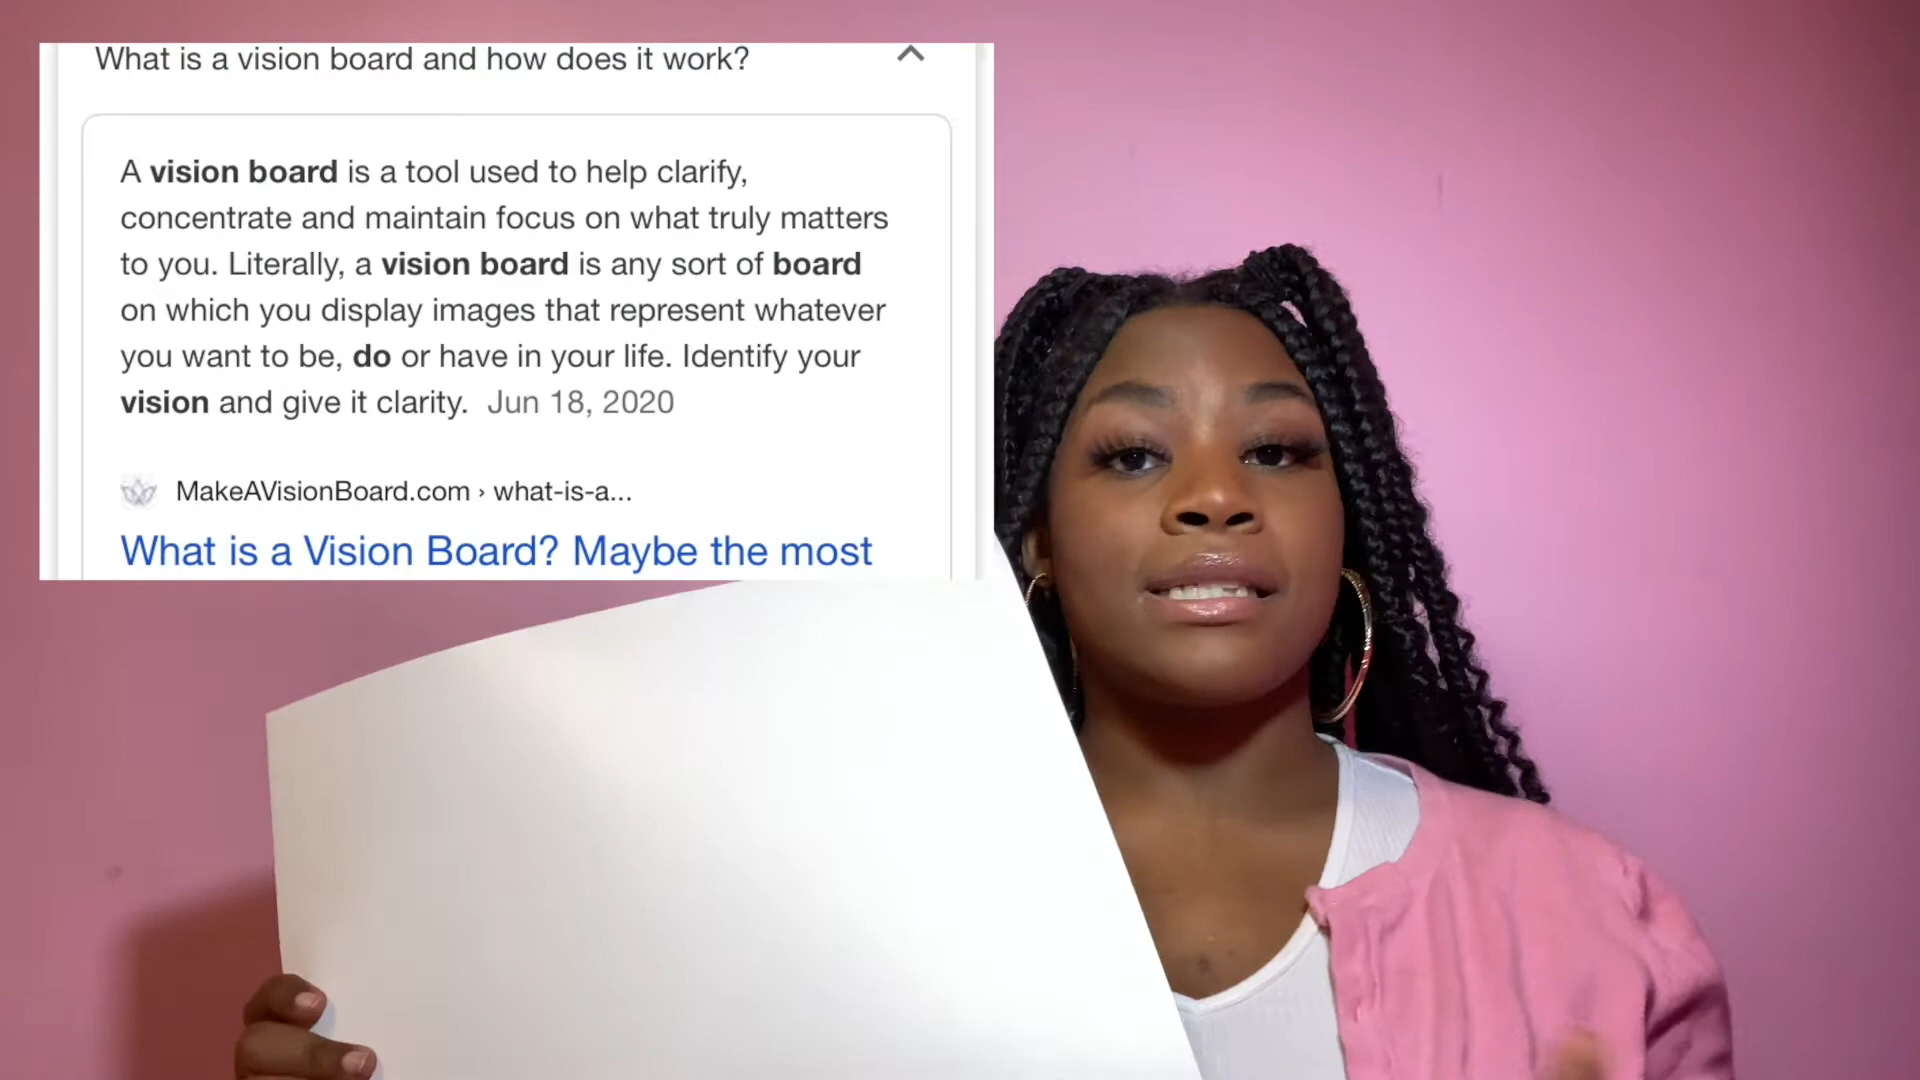 What is a vision board and how does it work?
A vision board is a tool used to help clarify,
concentrate and maintain focus on what truly matters
to you. Literally, a vision board is any sort of board
on which you display images that represent whatever
you want to be, do or have in your life. Identify your
vision and give it clarity. Jun 18, 2020
MakeAVisionBoard.com › what-is-a...
What is a Vision Board? Maybe the most